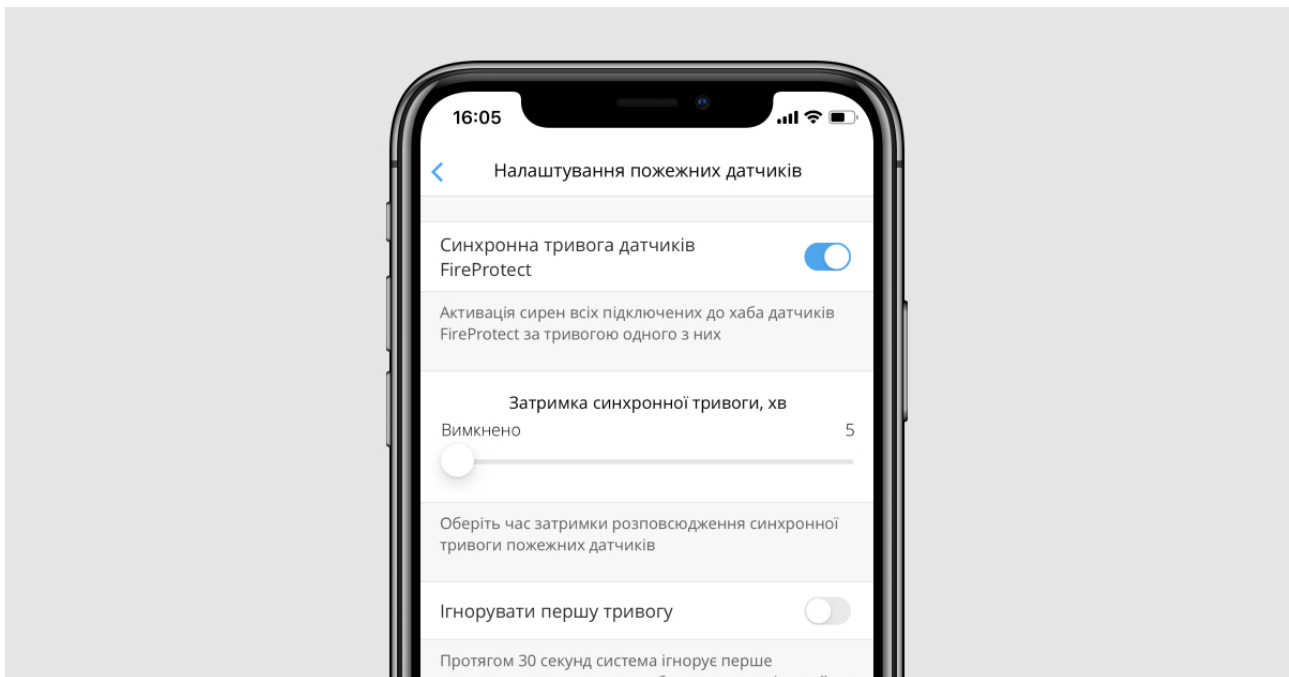 16:05
Налаштування пожежних датчиків
Синхронна тривога датчиків
FireProtect
Активація сирен всіх підключених до хаба датчиків
FireProtect за тривогою одного з них
Затримка синхронної тривоги, хв
Вимкнено 5
Оберіть час затримки розповсюдження синхронної
тривоги пожежних датчиків
Ігнорувати першу тривогу
Протягом 30 секунд система ігнорує перше